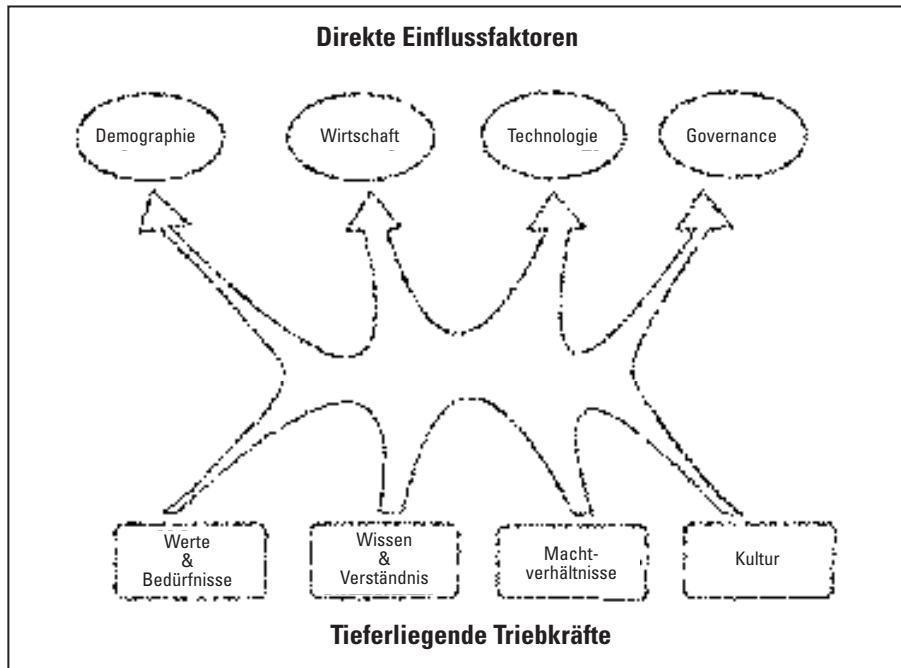 Direkte Einflussfaktoren
Demographie
Wirtschaft
Technologie
Governance
Werte
&
Bedürfnisse
Wissen
&
Verständnis
Macht-
verhältnisse
Kultur
Tieferliegende Triebkräfte